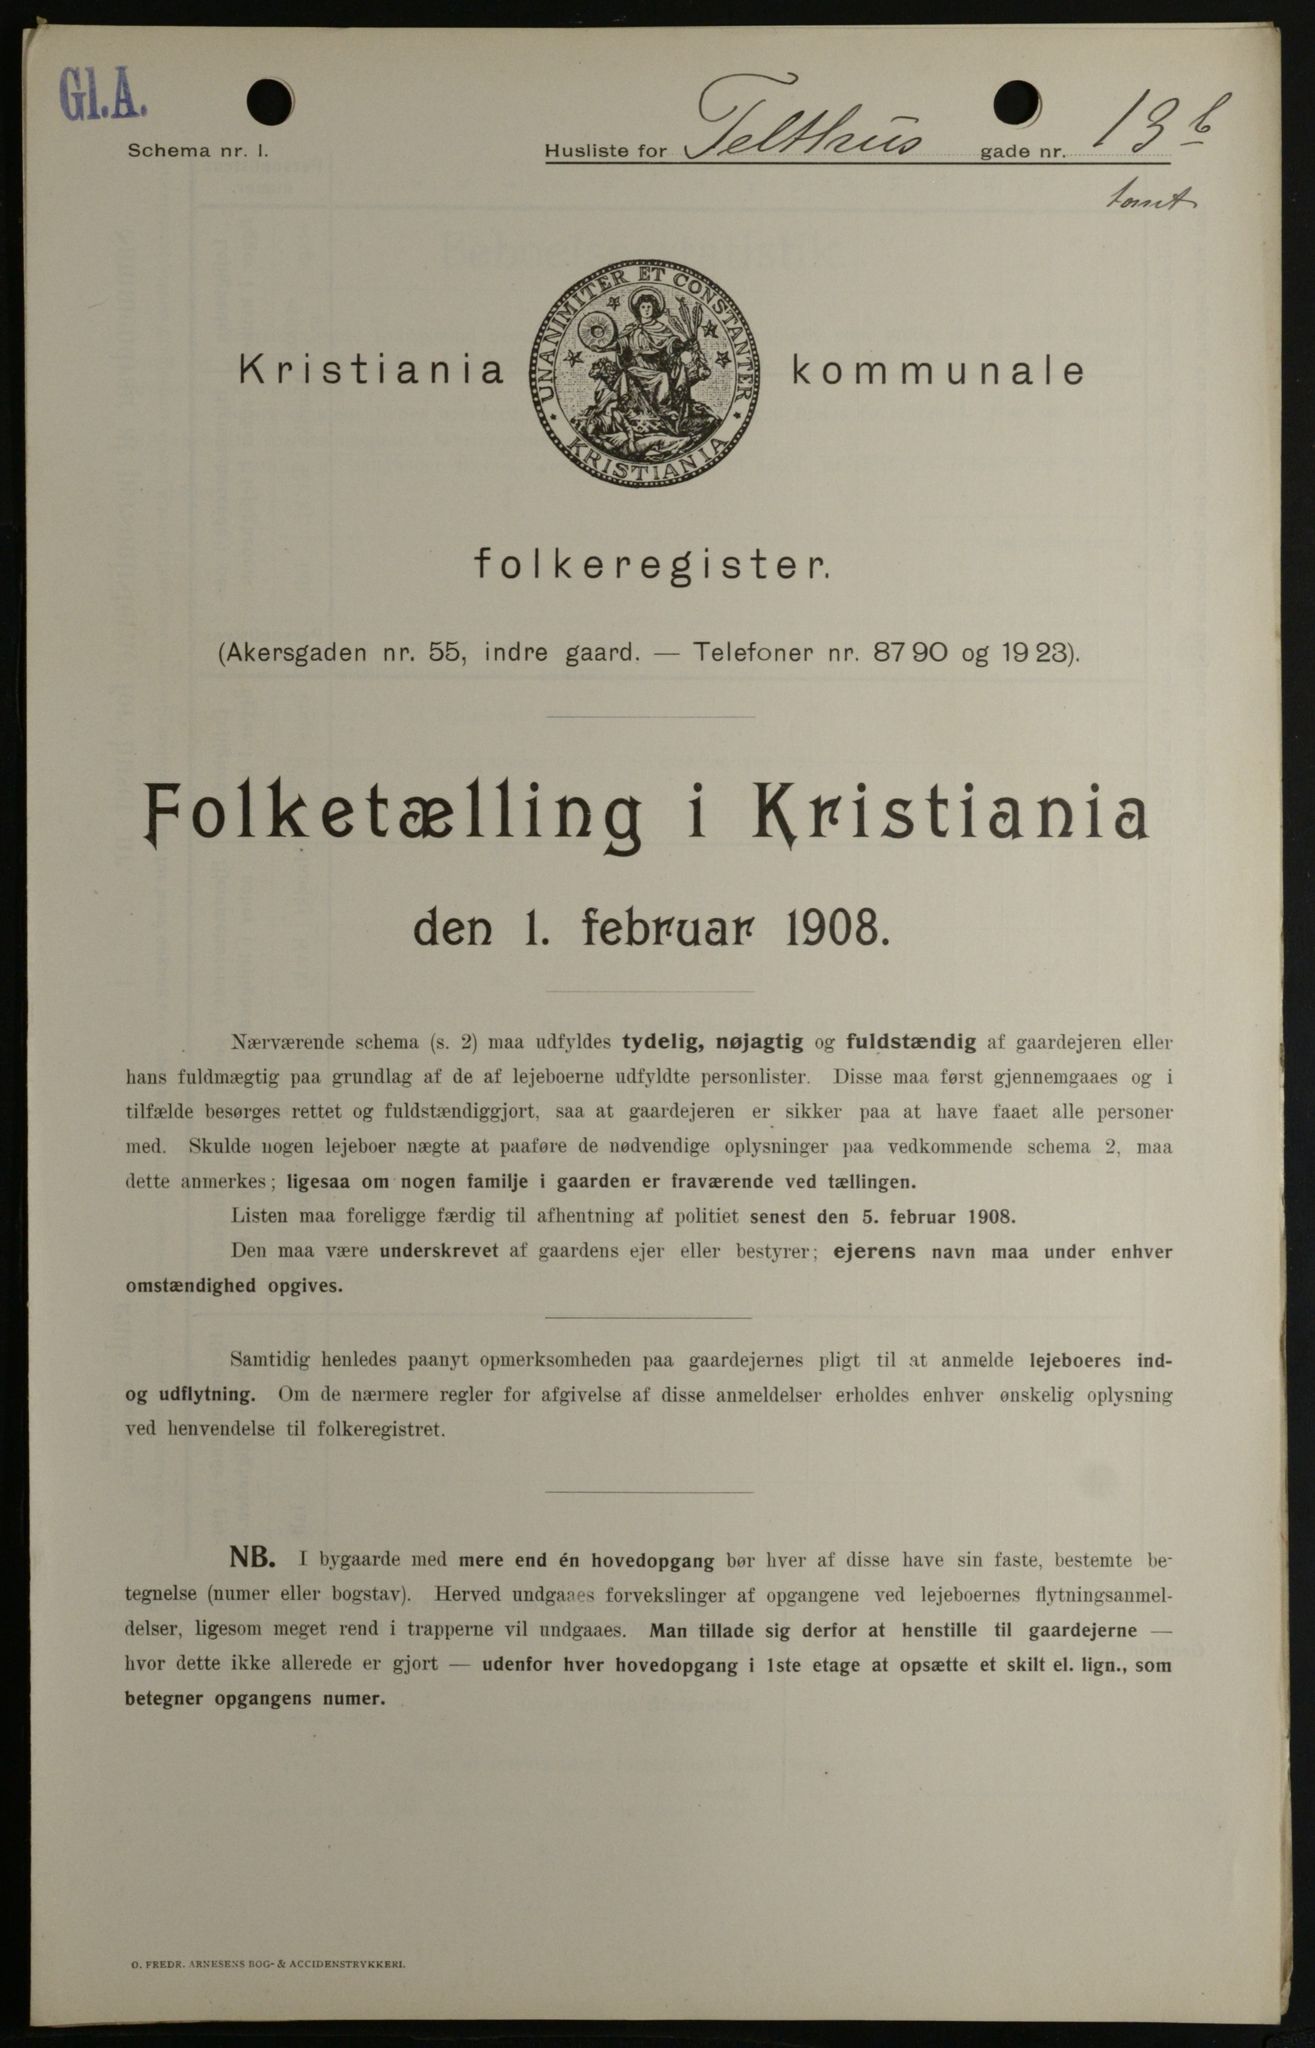 Gl.A.
Schema nr. 1.
Husliste for Telthus gade nr. 13 b
tomt
UNANIMITER ET CONSTANTER
KRISTIANIA
Kristiania kommunale
folkeregister.
(Akersgaden nr. 55, indre gaard. — Telefoner nr. 8790 og 1923).
Folketælling i Kristiania
den 1. februar 1908.
Nærværende schema (s. 2) maa udfyldes tydelig, nøjagtig og fuldstændig af gaardejeren eller
hans fuldmægtig paa grundlag af de af lejeboerne udfyldte personlister. Disse maa først gjennemgaaes og i
tilfælde besørges rettet og fuldstændiggjort, saa at gaardejeren er sikker paa at have faaet alle personer
med. Skulde nogen lejeboer nægte at paaføre de nødvendige oplysninger paa vedkommende schema 2, maa
dette anmerkes; ligesaa om nogen familje i gaarden er fraværende ved tællingen.
Listen maa foreligge færdig til afhentning af politiet senest den 5. februar 1908.
Den maa være underskrevet af gaardens ejer eller bestyrer; ejerens navn maa under enhver
omstændighed opgives.
Samtidig henledes paanyt opmerksomheden paa gaardejernes pligt til at anmelde lejeboeres ind-
og udflytning. Om de nærmere regler for afgivelse af disse anmeldelser erholdes enhver ønskelig oplysning
ved henvendelse til folkeregistret.
NB. I bygaarde med mere end én hovedopgang bør hver af disse have sin faste, bestemte be-
tegnelse (numer eller bogstav). Herved undgaaes forvekslinger af opgangene ved lejeboernes flytningsanmel-
delser, ligesom meget rend i trapperne vil undgaaes. Man tillade sig derfor at henstille til gaardejerne —
hvor dette ikke allerede er gjort — udenfor hver hovedopgang i 1ste etage at opsætte et skilt el. lign., som
betegner opgangens numer.
O. FREDR. ARNESENS BOG- & ACCIDENSTRYKKERI.